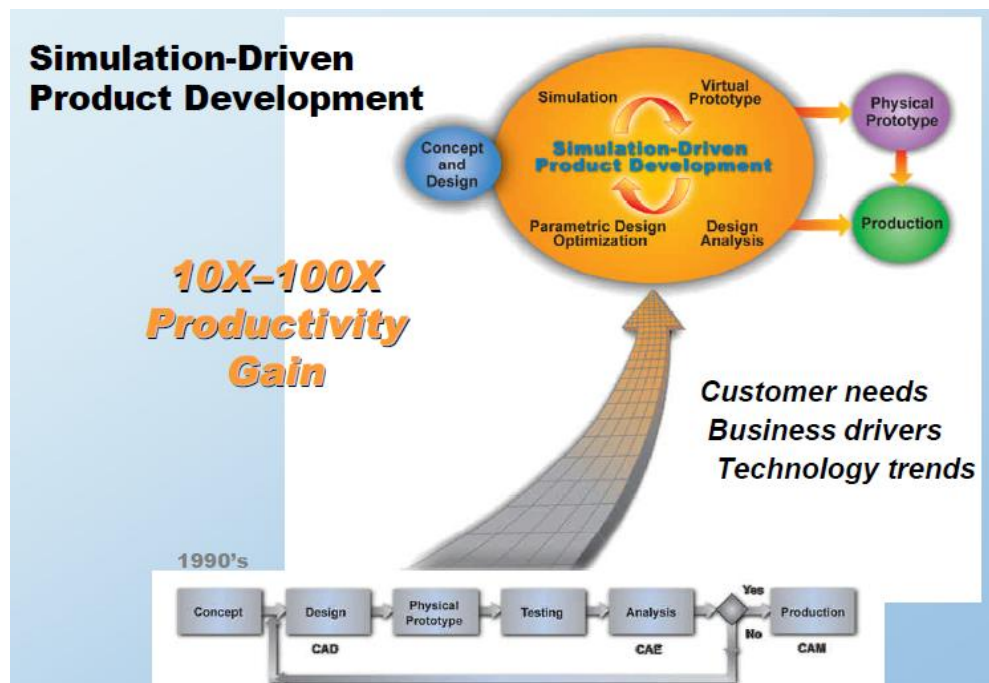 Simulation-Driven
Product Development
Simulation
Virtual
Prototype
Concept
and
Design
Simulation-Driven
Product Development
Parametric Design
Optimization
Design
Analysis
Physical
Prototype
Production
10X–100X
Productivity
Gain
Customer needs
Business drivers
Technology trends
1990's
Concept
Design
Physical
Prototype
Testing
Analysis
Yes
No
Production
CAD
CAE
CAM